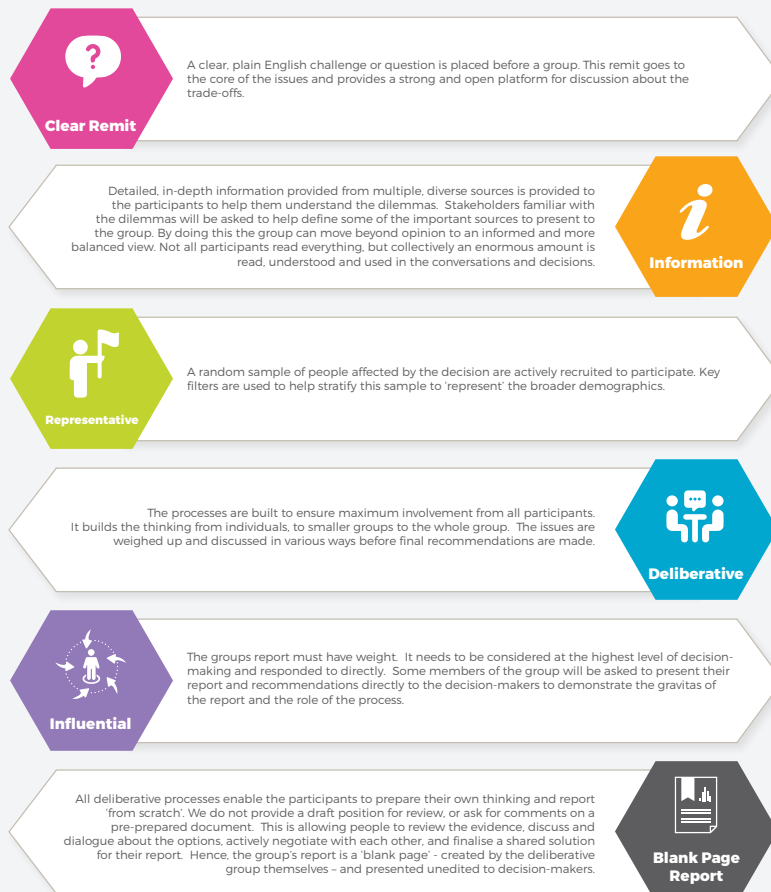 ?
Clear Remit
A clear, plain English challenge or question is placed before a group. This remit goes to
the core of the issues and provides a strong and open platform for discussion about the
trade-offs.
Detailed, in-depth information provided from multiple, diverse sources is provided to
the participants to help them understand the dilemmas. Stakeholders familiar with
the dilemmas will be asked to help define some of the important sources to present to
the group. By doing this the group can move beyond opinion to an informed and more
balanced view. Not all participants read everything, but collectively an enormous amount is
read, understood and used in the conversations and decisions.
i
Information
A random sample of people affected by the decision are actively recruited to participate. Key
filters are used to help stratify this sample to ‘represent’ the broader demographics.
Representative
The processes are built to ensure maximum involvement from all participants.
It builds the thinking from individuals, to smaller groups to the whole group. The issues are
weighed up and discussed in various ways before final recommendations are made.
Deliberative
The groups report must have weight. It needs to be considered at the highest level of decision-
making and responded to directly. Some members of the group will be asked to present their
report and recommendations directly to the decision-makers to demonstrate the gravitas of
the report and the role of the process.
Influential
All deliberative processes enable the participants to prepare their own thinking and report
‘from scratch’. We do not provide a draft position for review, or ask for comments on a
pre-prepared document. This is allowing people to review the evidence, discuss and
dialogue about the options, actively negotiate with each other, and finalise a shared solution
for their report. Hence, the group's report is a ‘blank page’ - created by the deliberative
group themselves – and presented unedited to decision-makers.
Blank Page
Report